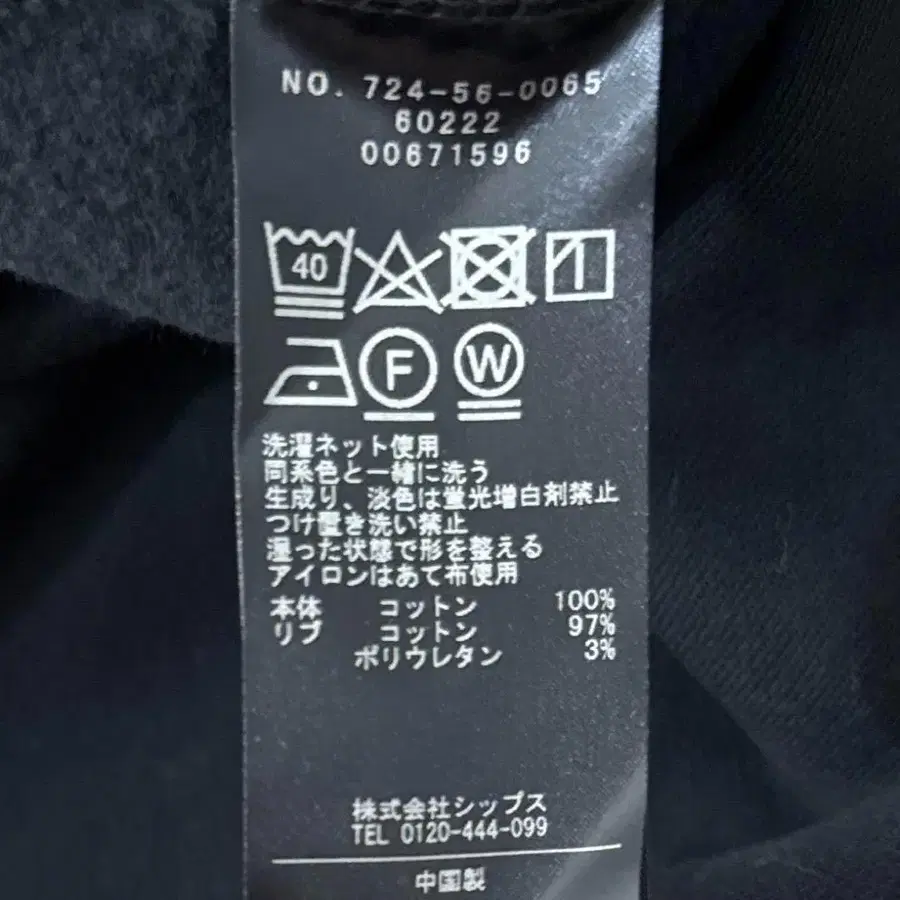 NO. 724-56-0065
60222
00671596
40
F W
洗濯ネット使用
同系色と一緒に洗う
生成り、淡色は蛍光増白剤禁止
つけ置き洗い禁止
湿った状態で形を整える
アイロンはあて布使用
本体 コットン 100%
リブ コットン 97%
ポリウレタン 3%
株式会社シップス
TEL 0120-444-099
中国製